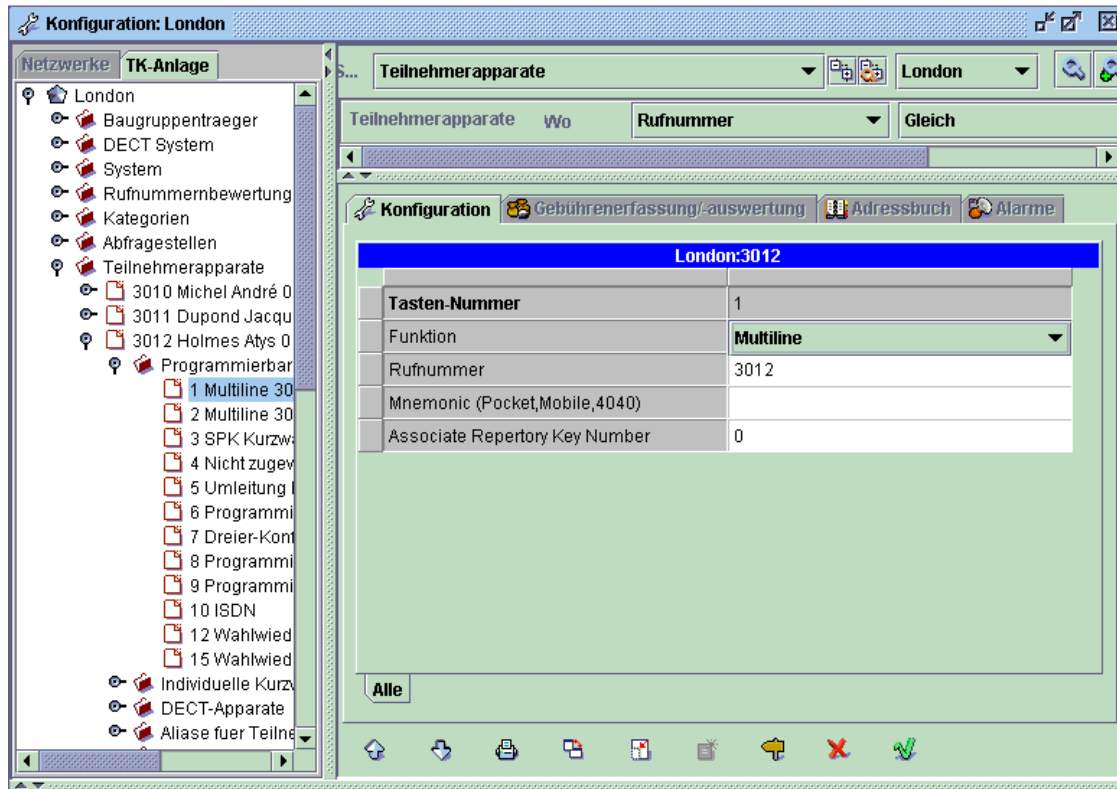 Konfiguration: London
Netzwerke TK-Anlage
London
Baugruppentraeger
DECT System
System
Rufnummernbewertung
Kategorien
Abfragestellen
Teilnehmerapparate
3010 Michel André 0
3011 Dupond Jacqu
3012 Holmes Atys 0
Programmierbar
1 Multiline 30
2 Multiline 30
3 SPK Kurzwa
4 Nicht zugew
5 Umleitung
6 Programmi
7 Dreier-Konf
8 Programmi
9 Programmi
10 ISDN
12 Wahlwied
15 Wahlwied
Individuelle Kurzw
DECT-Apparate
Aliase fuer Teilne
S... Teilnehmerapparate London
Teilnehmerapparate Wo Rufnummer Gleich
Konfiguration Gebührenerfassung/-auswertung Adressbuch Alarme
London:3012
Tasten-Nummer 1
Funktion Multiline
Rufnummer 3012
Mnemonic (Pocket,Mobile,4040)
Associate Repertory Key Number 0
Alle